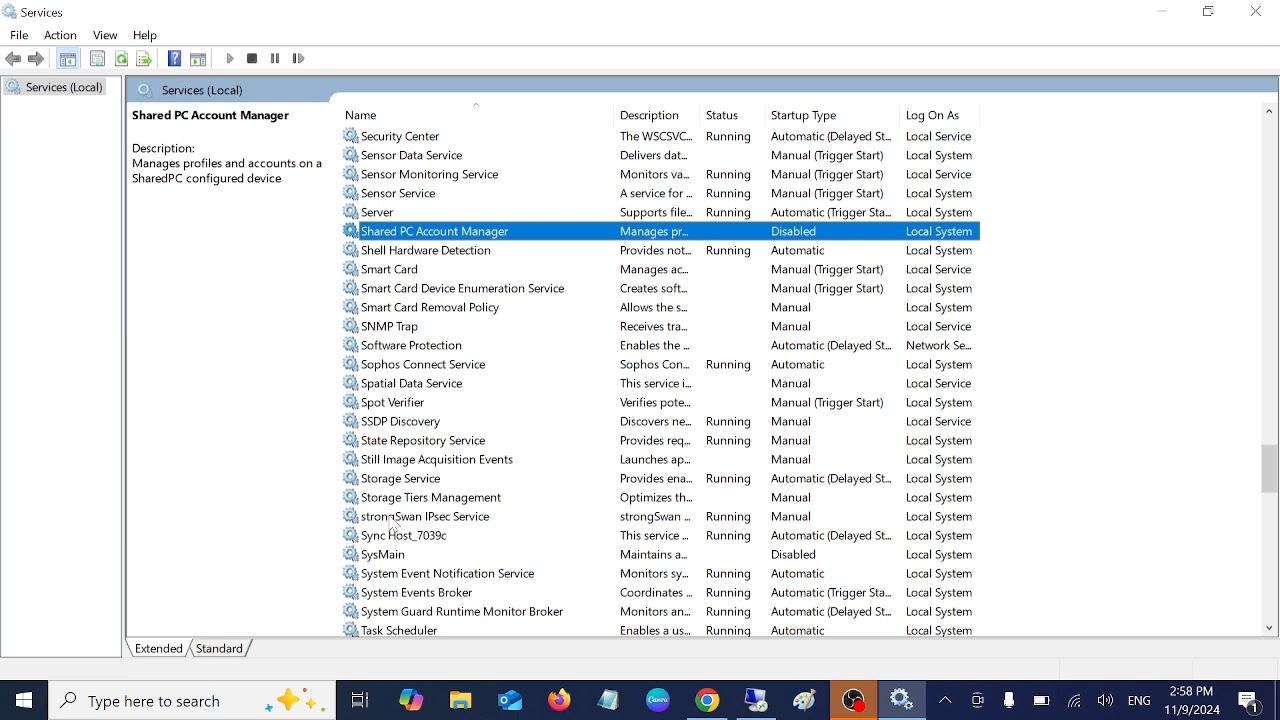 Services
File Action View Help
Services (Local)
Services (Local)
Shared PC Account Manager
Description:
Manages profiles and accounts on a
SharedPC configured device
Name Description Status Startup Type Log On As
Security Center The WSCSVC... Running Automatic (Delayed St... Local Service
Sensor Data Service Delivers dat... Manual (Trigger Start) Local System
Sensor Monitoring Service Monitors va... Running Manual (Trigger Start) Local Service
Sensor Service A service for ... Running Manual (Trigger Start) Local System
Server Supports file... Running Automatic (Trigger Sta... Local System
Shared PC Account Manager Manages pr... Disabled Local System
Shell Hardware Detection Provides not... Running Automatic Local System
Smart Card Manages ac... Manual (Trigger Start) Local Service
Smart Card Device Enumeration Service Creates soft... Manual (Trigger Start) Local System
Smart Card Removal Policy Allows the s... Manual Local System
SNMP Trap Receives tra... Manual Local Service
Software Protection Enables the ... Automatic (Delayed St... Network Se...
Sophos Connect Service Sophos Con... Running Automatic Local System
Spatial Data Service This service i... Manual Local Service
Spot Verifier Verifies pote... Manual (Trigger Start) Local System
SSDP Discovery Discovers ne... Running Manual Local Service
State Repository Service Provides req... Running Manual Local System
Still Image Acquisition Events Launches ap... Manual Local System
Storage Service Provides ena... Running Automatic (Delayed St... Local System
Storage Tiers Management Optimizes th... Manual Local System
strongSwan IPsec Service strongSwan ... Running Manual Local System
Sync Host_7039c This service ... Running Automatic (Delayed St... Local System
SysMain Maintains a... Disabled Local System
System Event Notification Service Monitors sy... Running Automatic Local System
System Events Broker Coordinates ... Running Automatic (Trigger Sta... Local System
System Guard Runtime Monitor Broker Monitors an... Running Automatic (Delayed St... Local System
Task Scheduler Enables a us... Running Automatic Local System
Extended Standard
Type here to search
ENG
2:58 PM
11/9/2024
1